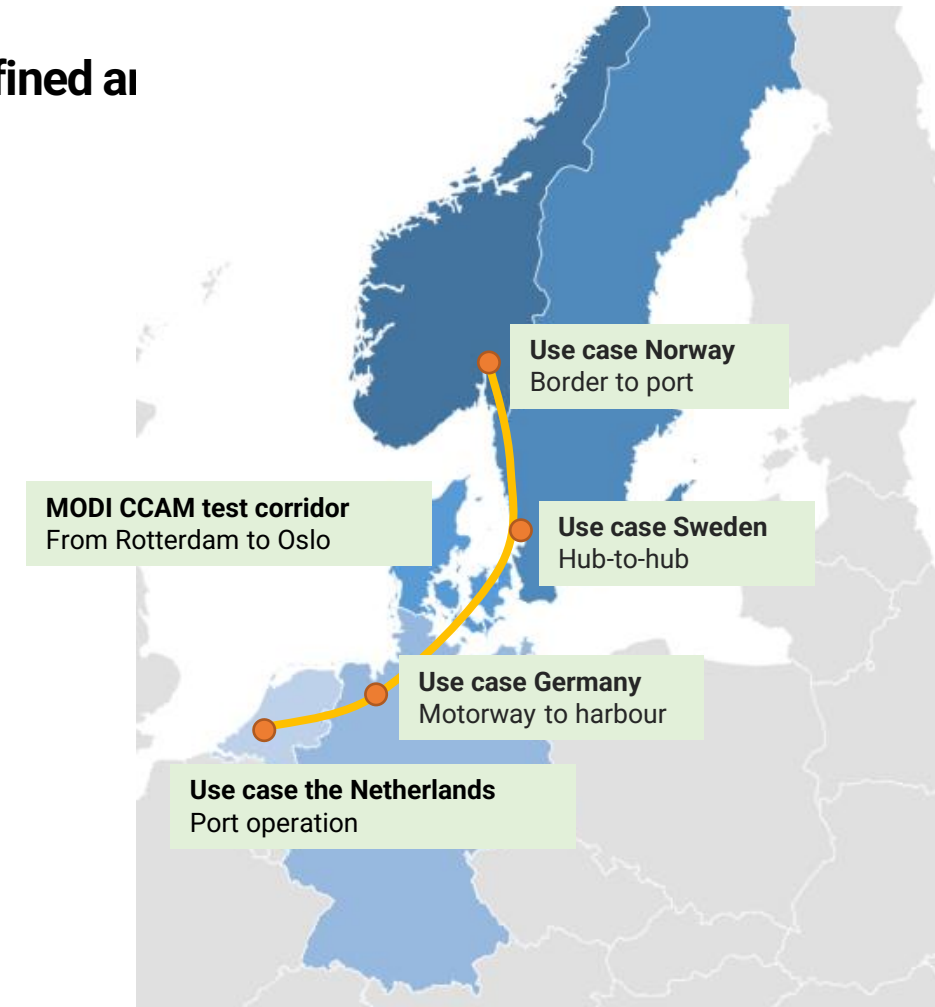 fined ar
Use case Norway
Border to port
MODI CCAM test corridor
From Rotterdam to Oslo
Use case Sweden
Hub-to-hub
Use case Germany
Motorway to harbour
Use case the Netherlands
Port operation